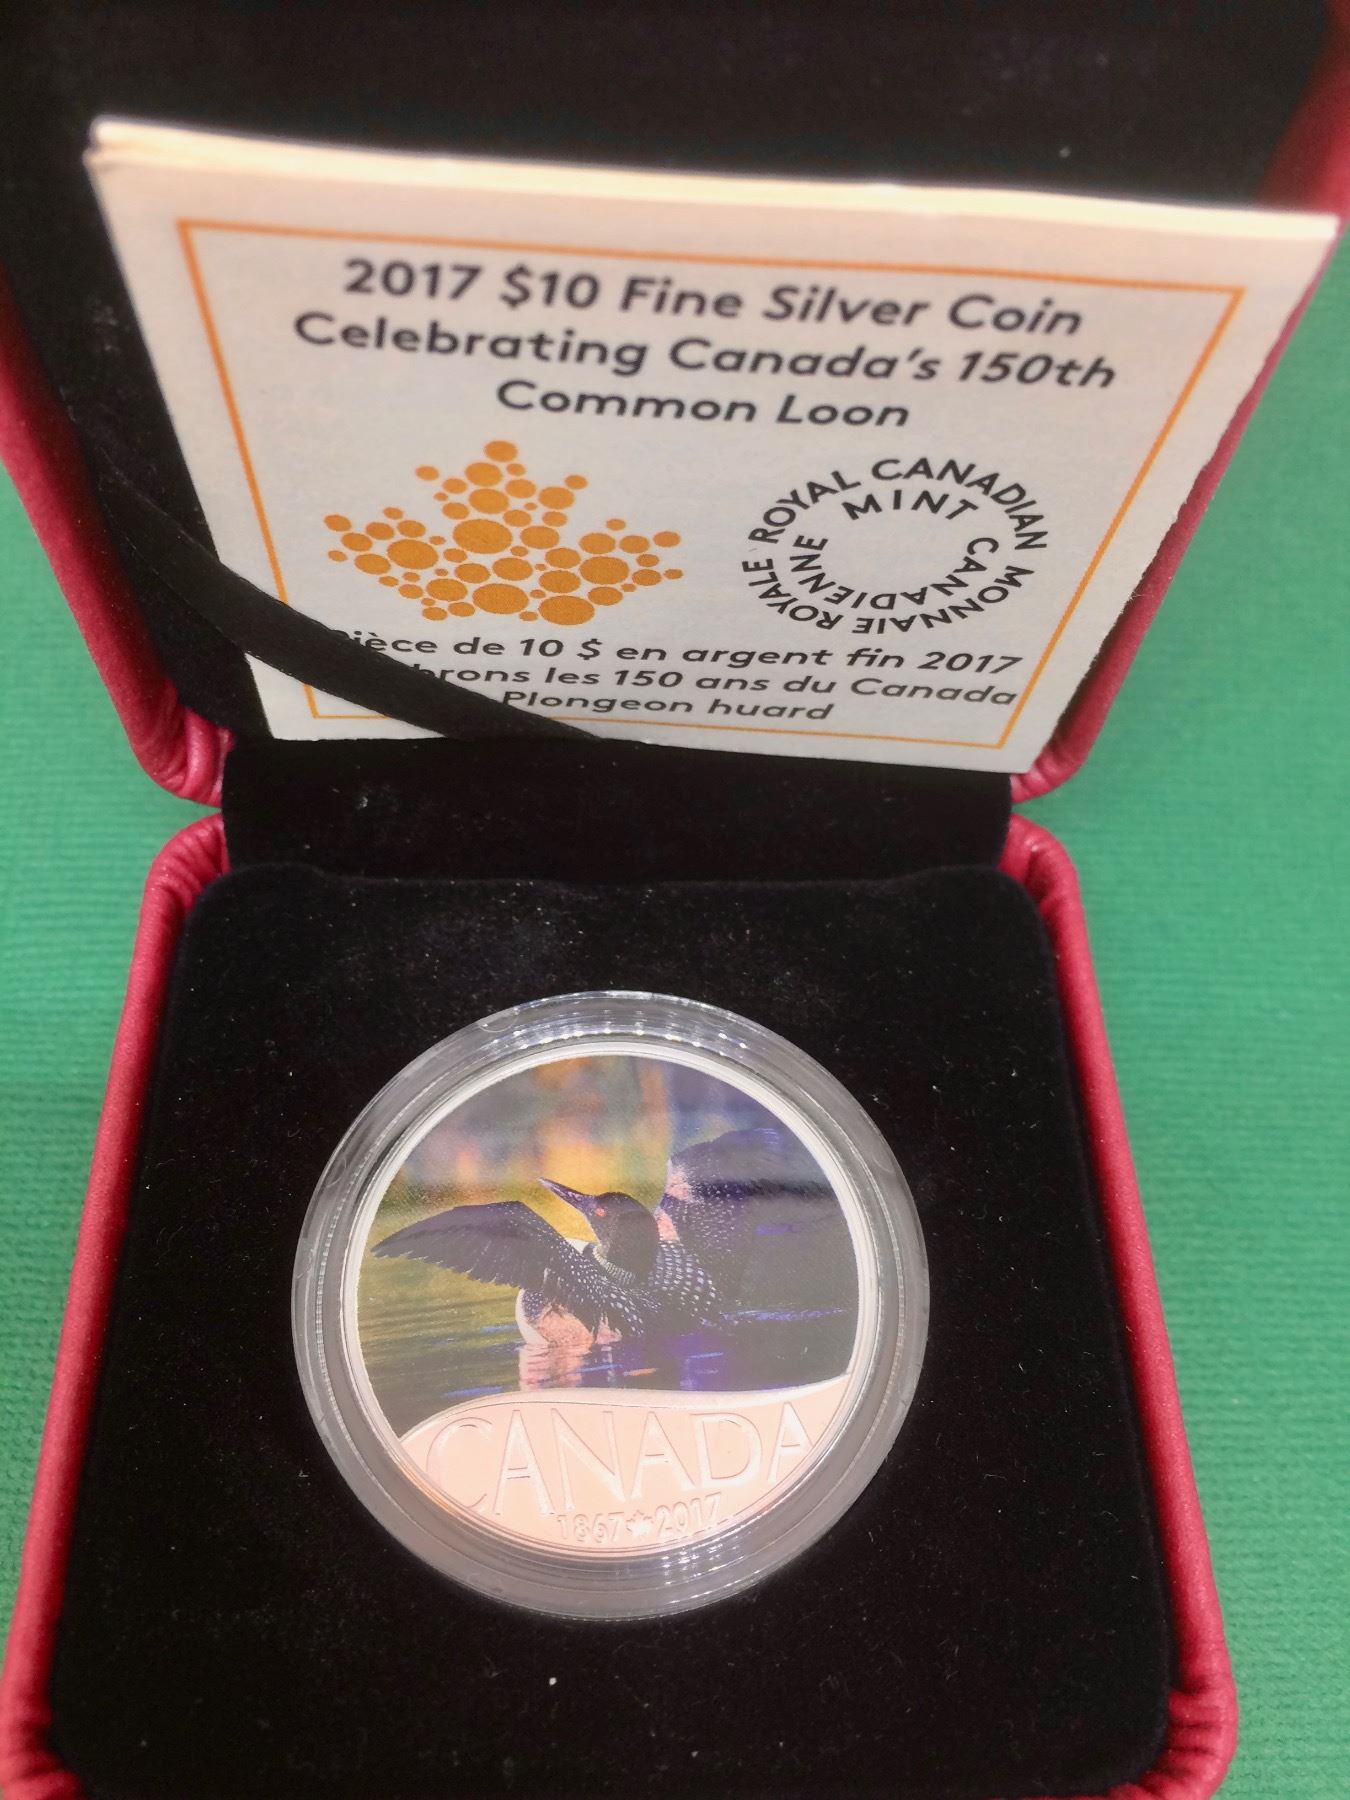 2017 $10 Fine Silver Coin
Celebrating Canada's 150th
Common Loon
ROYAL CANADIAN MINT
MONNAIE ROYALE CANADIENNE
de 10 $ en argent fin 2017
les 150 ans du Canada
Plongeon huard
CANADA
1867 2017